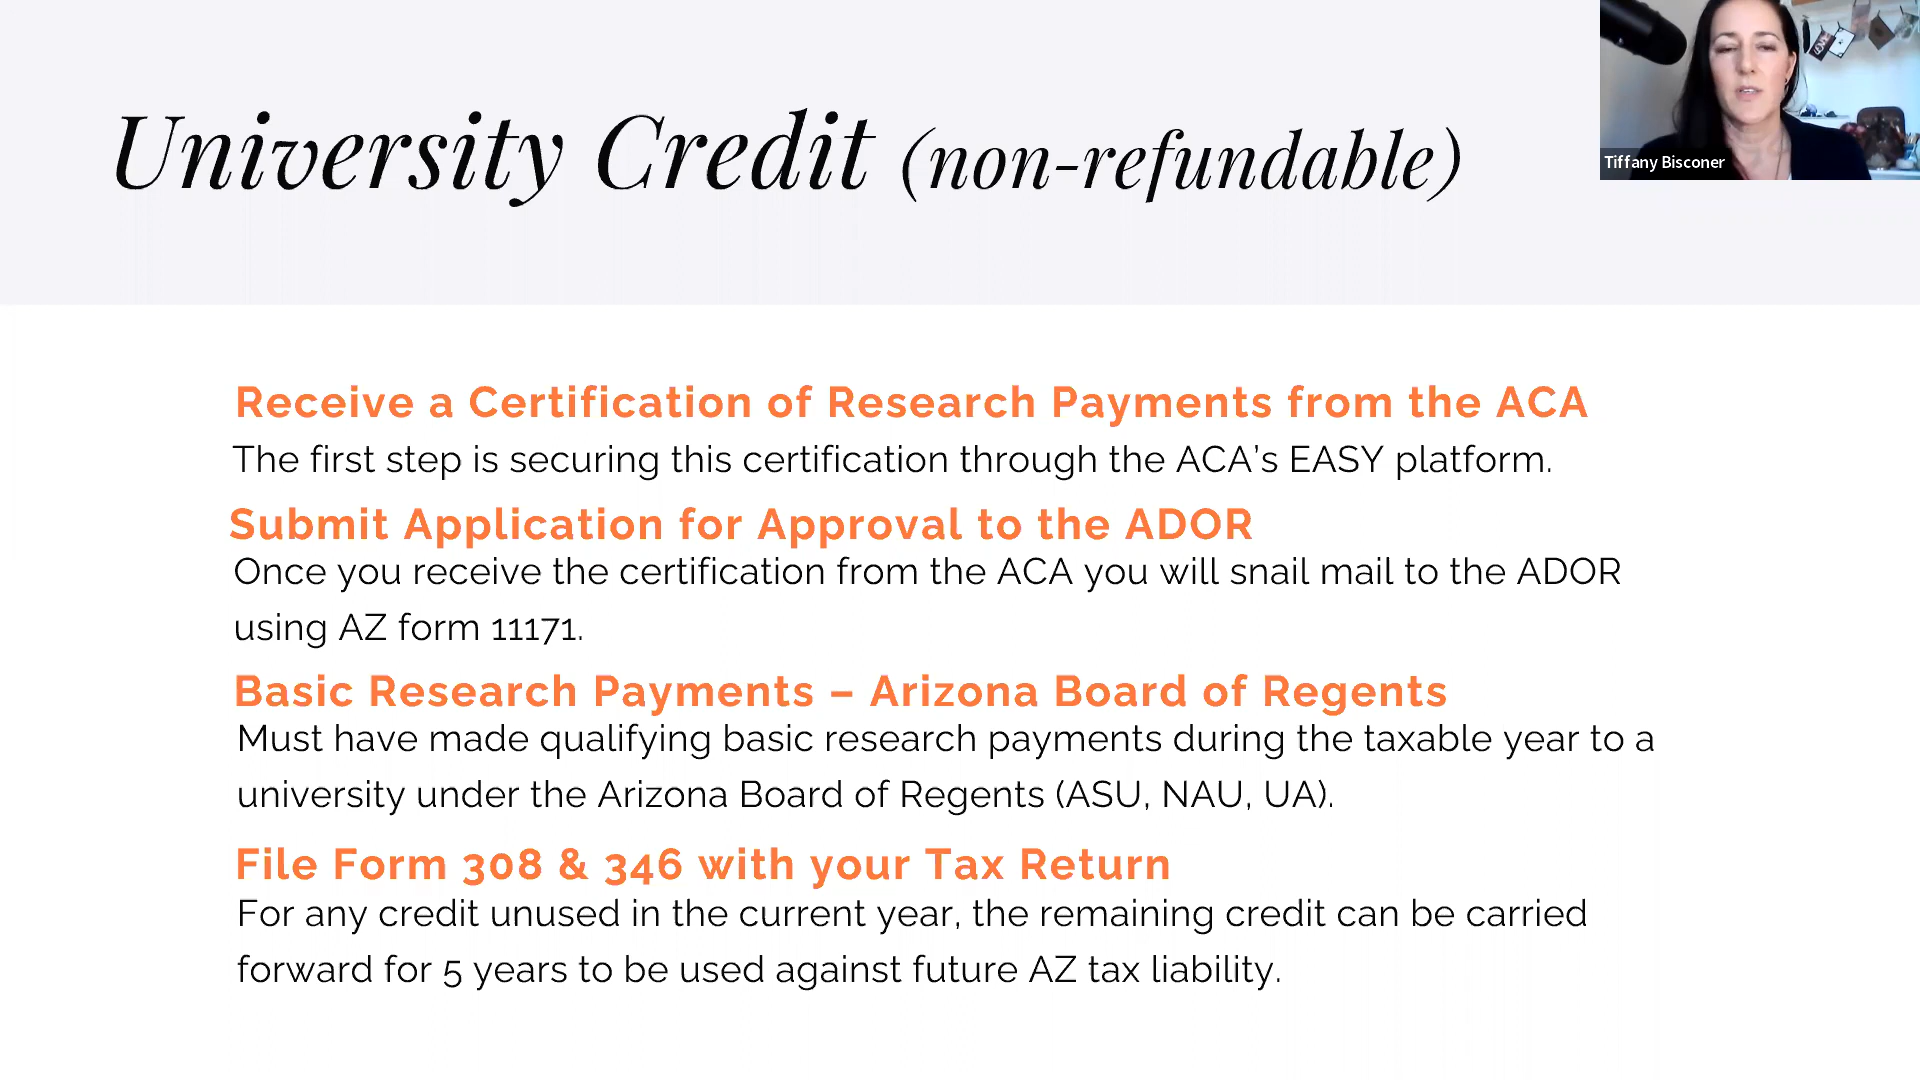 University Credit (non-refundable)
Tiffany Bisconer
Receive a Certification of Research Payments from the ACA
The first step is securing this certification through the ACA's EASY platform.
Submit Application for Approval to the ADOR
Once you receive the certification from the ACA you will snail mail to the ADOR
using AZ form 11171.
Basic Research Payments – Arizona Board of Regents
Must have made qualifying basic research payments during the taxable year to a
university under the Arizona Board of Regents (ASU, NAU, UA).
File Form 308 & 346 with your Tax Return
For any credit unused in the current year, the remaining credit can be carried
forward for 5 years to be used against future AZ tax liability.